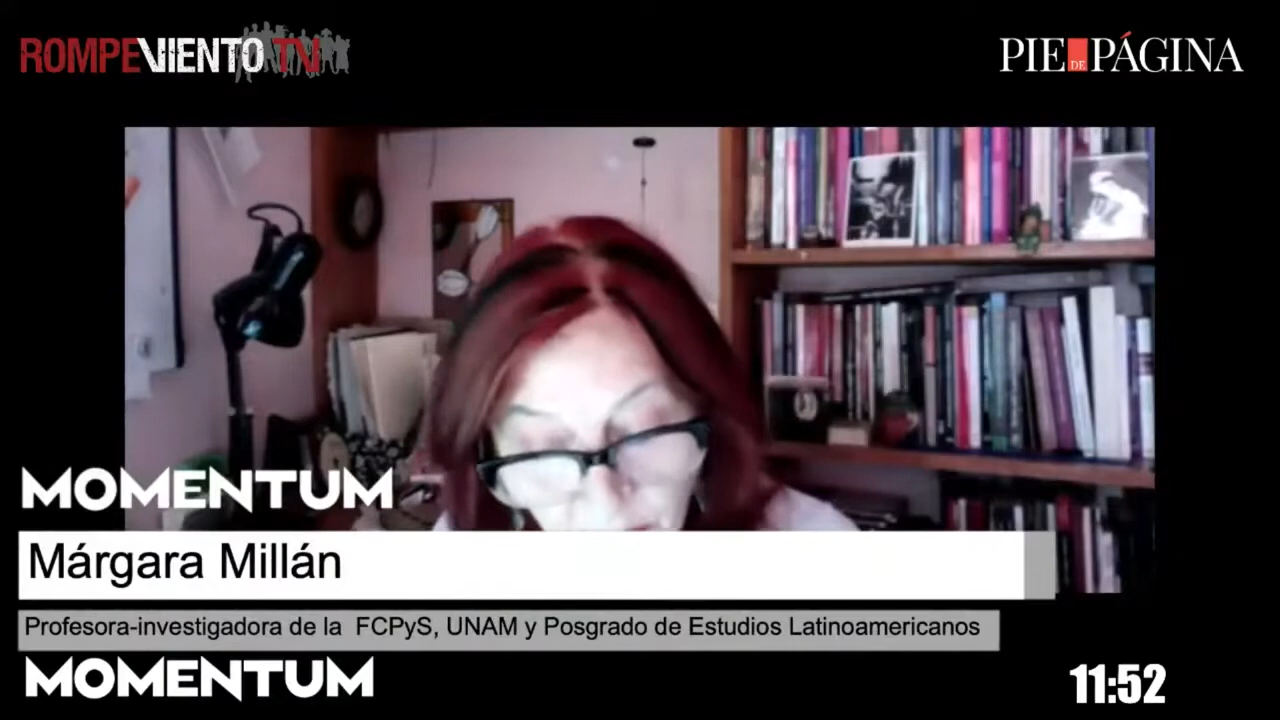 ROMPEVIENTO TV
PIE DE PÁGINA
MOMENTUM
Márgara Millán
Profesora-investigadora de la  FCPyS, UNAM y Posgrado de Estudios Latinoamericanos
MOMENTUM
11:52